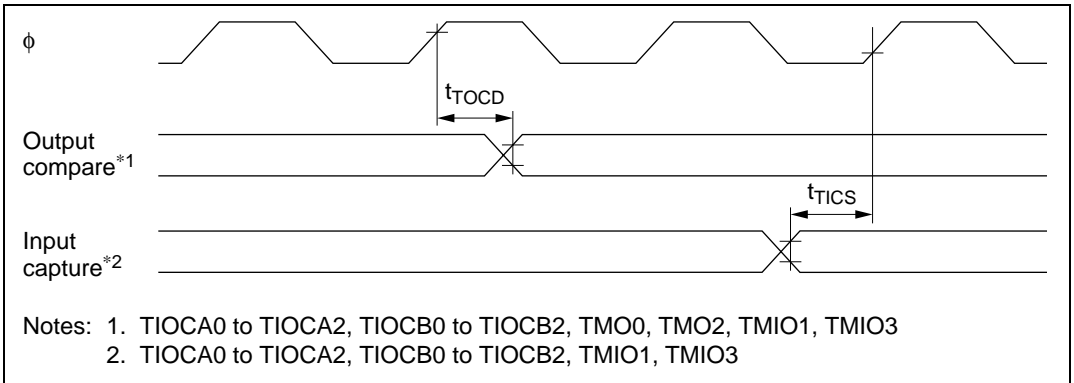 ϕ
tTOCD
Output
compare*1
tTICS
Input
capture*2
Notes: 1. TIOCA0 to TIOCA2, TIOCB0 to TIOCB2, TMO0, TMO2, TMIO1, TMIO3
2. TIOCA0 to TIOCA2, TIOCB0 to TIOCB2, TMIO1, TMIO3